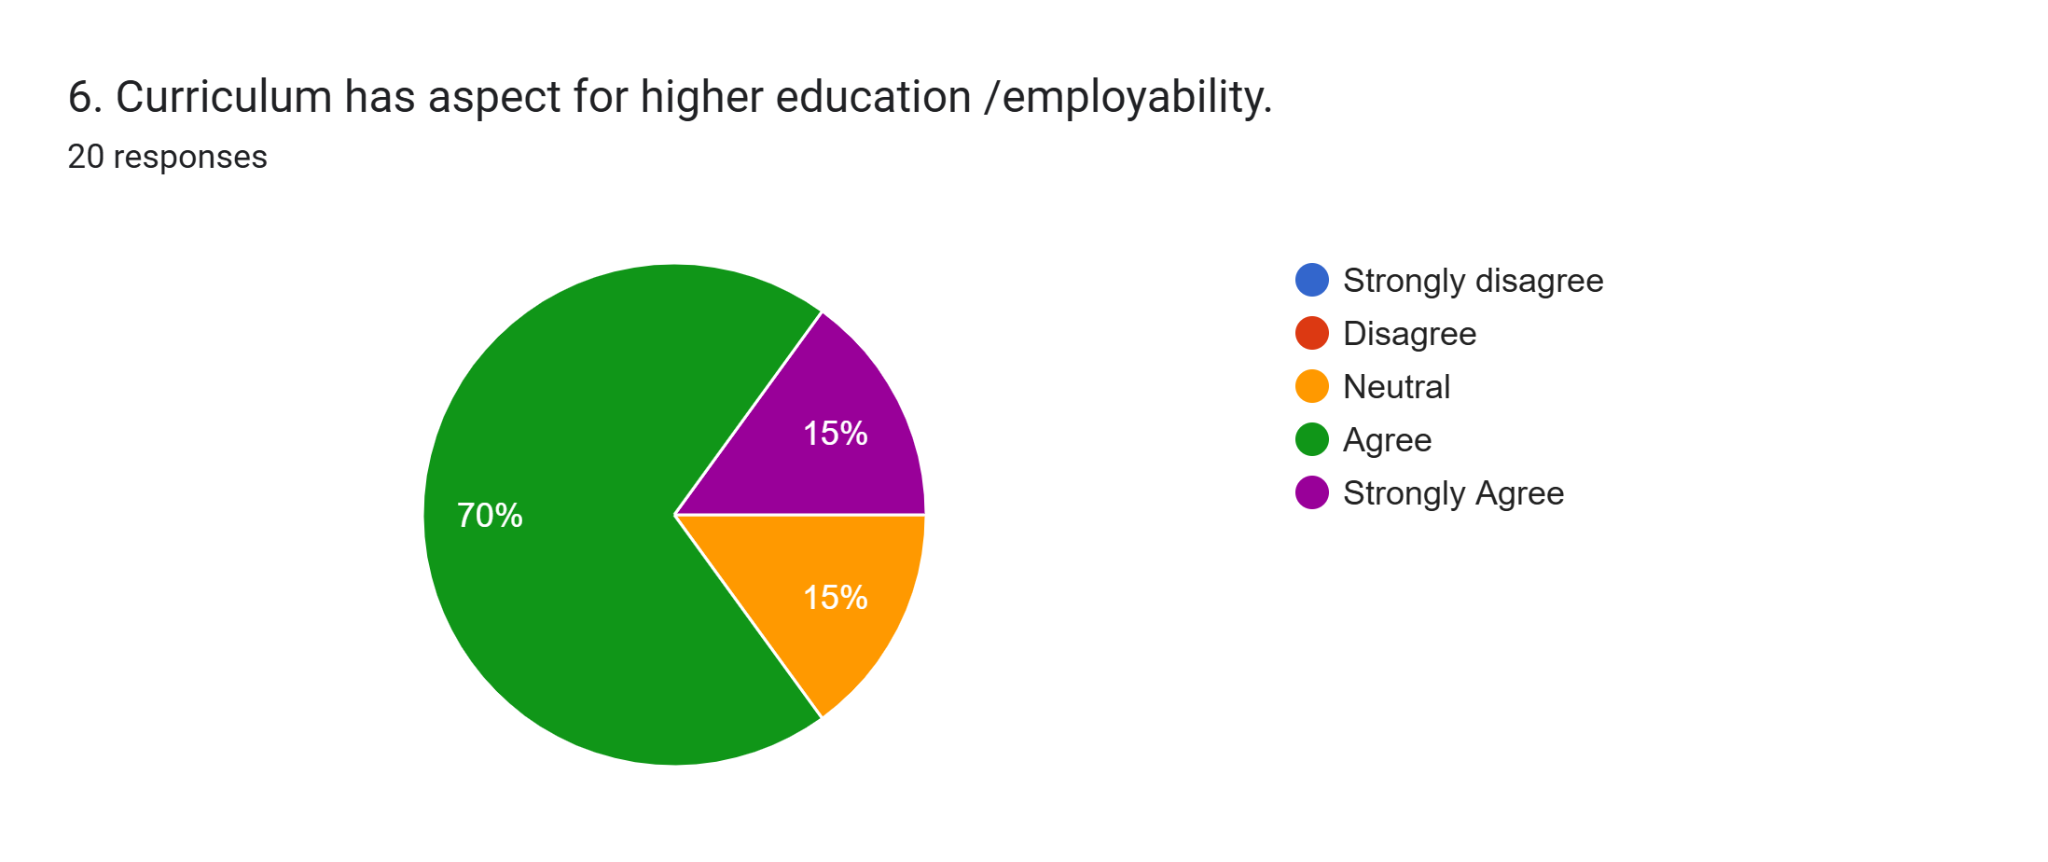 6. Curriculum has aspect for higher education /employability.
20 responses
Strongly disagree
Disagree
Neutral
Agree
Strongly Agree
15%
70%
15%